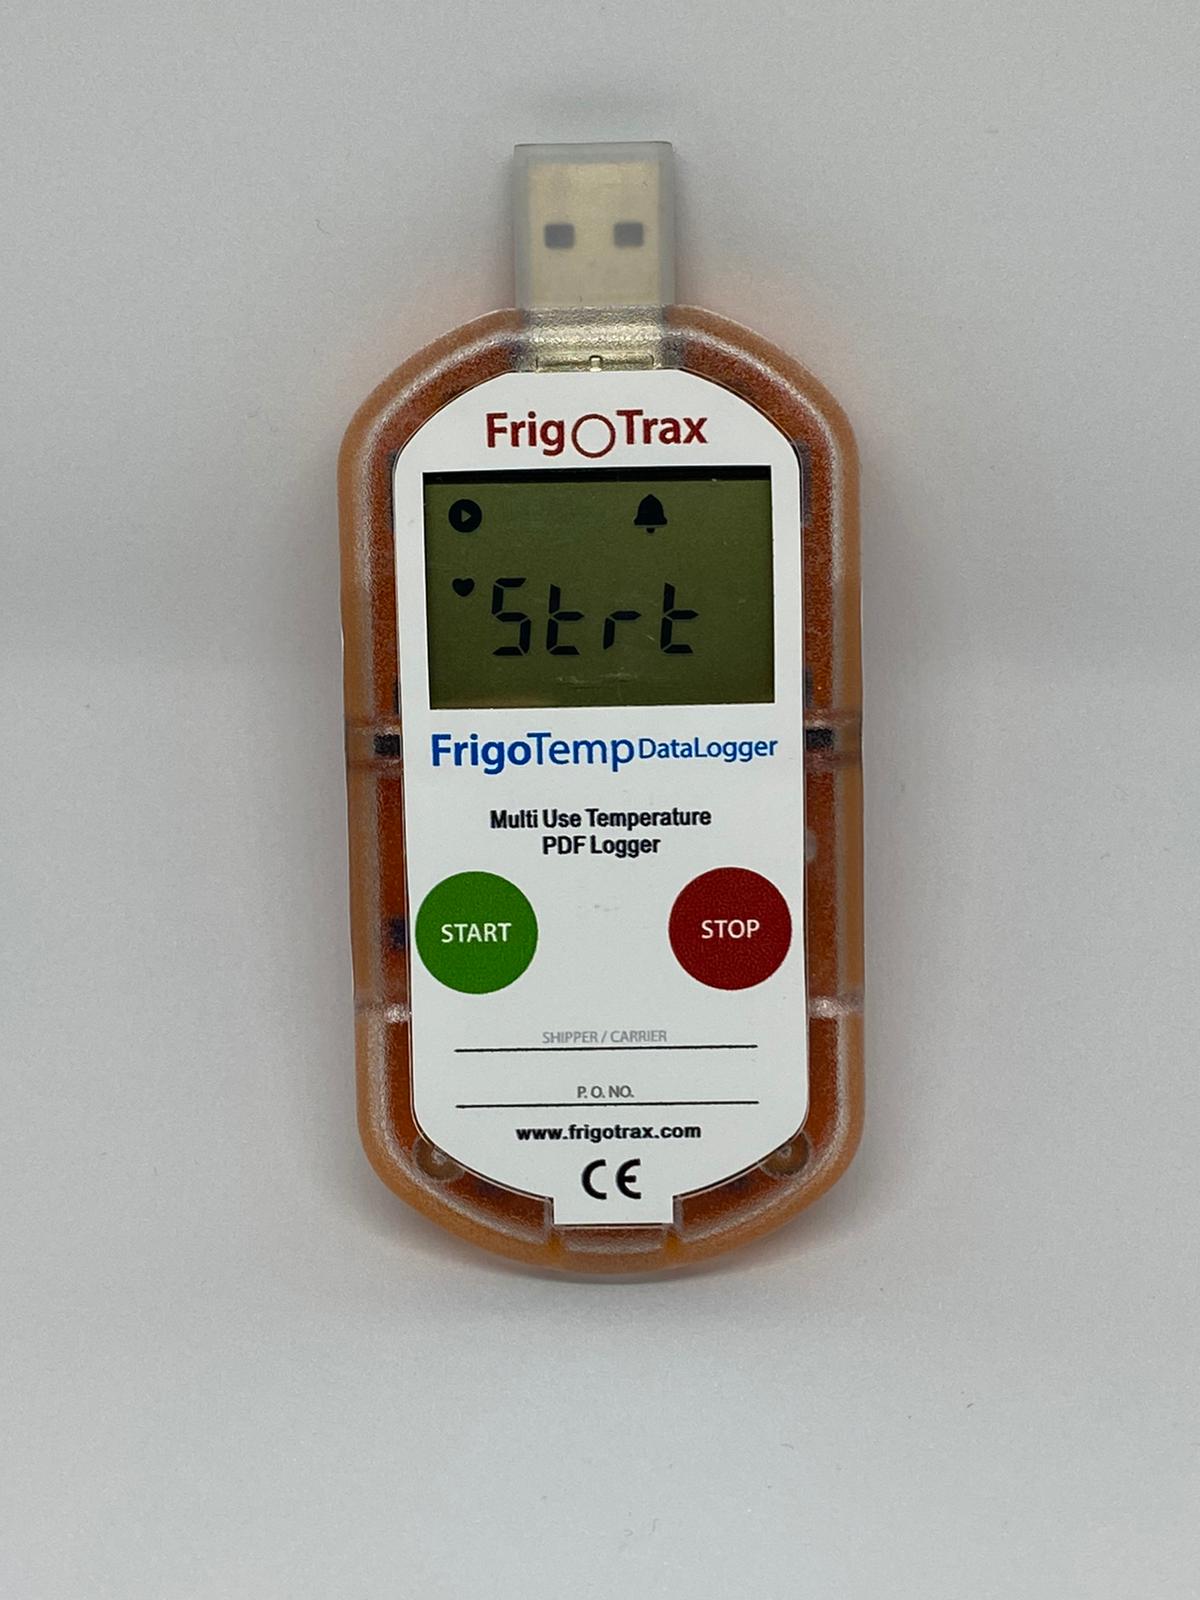 FrigOTrax
Strt
FrigoTemp DataLogger
Multi Use Temperature
PDF Logger
START
STOP
SHIPPER / CARRIER
P. O. NO.
www.frigotrax.com
CE